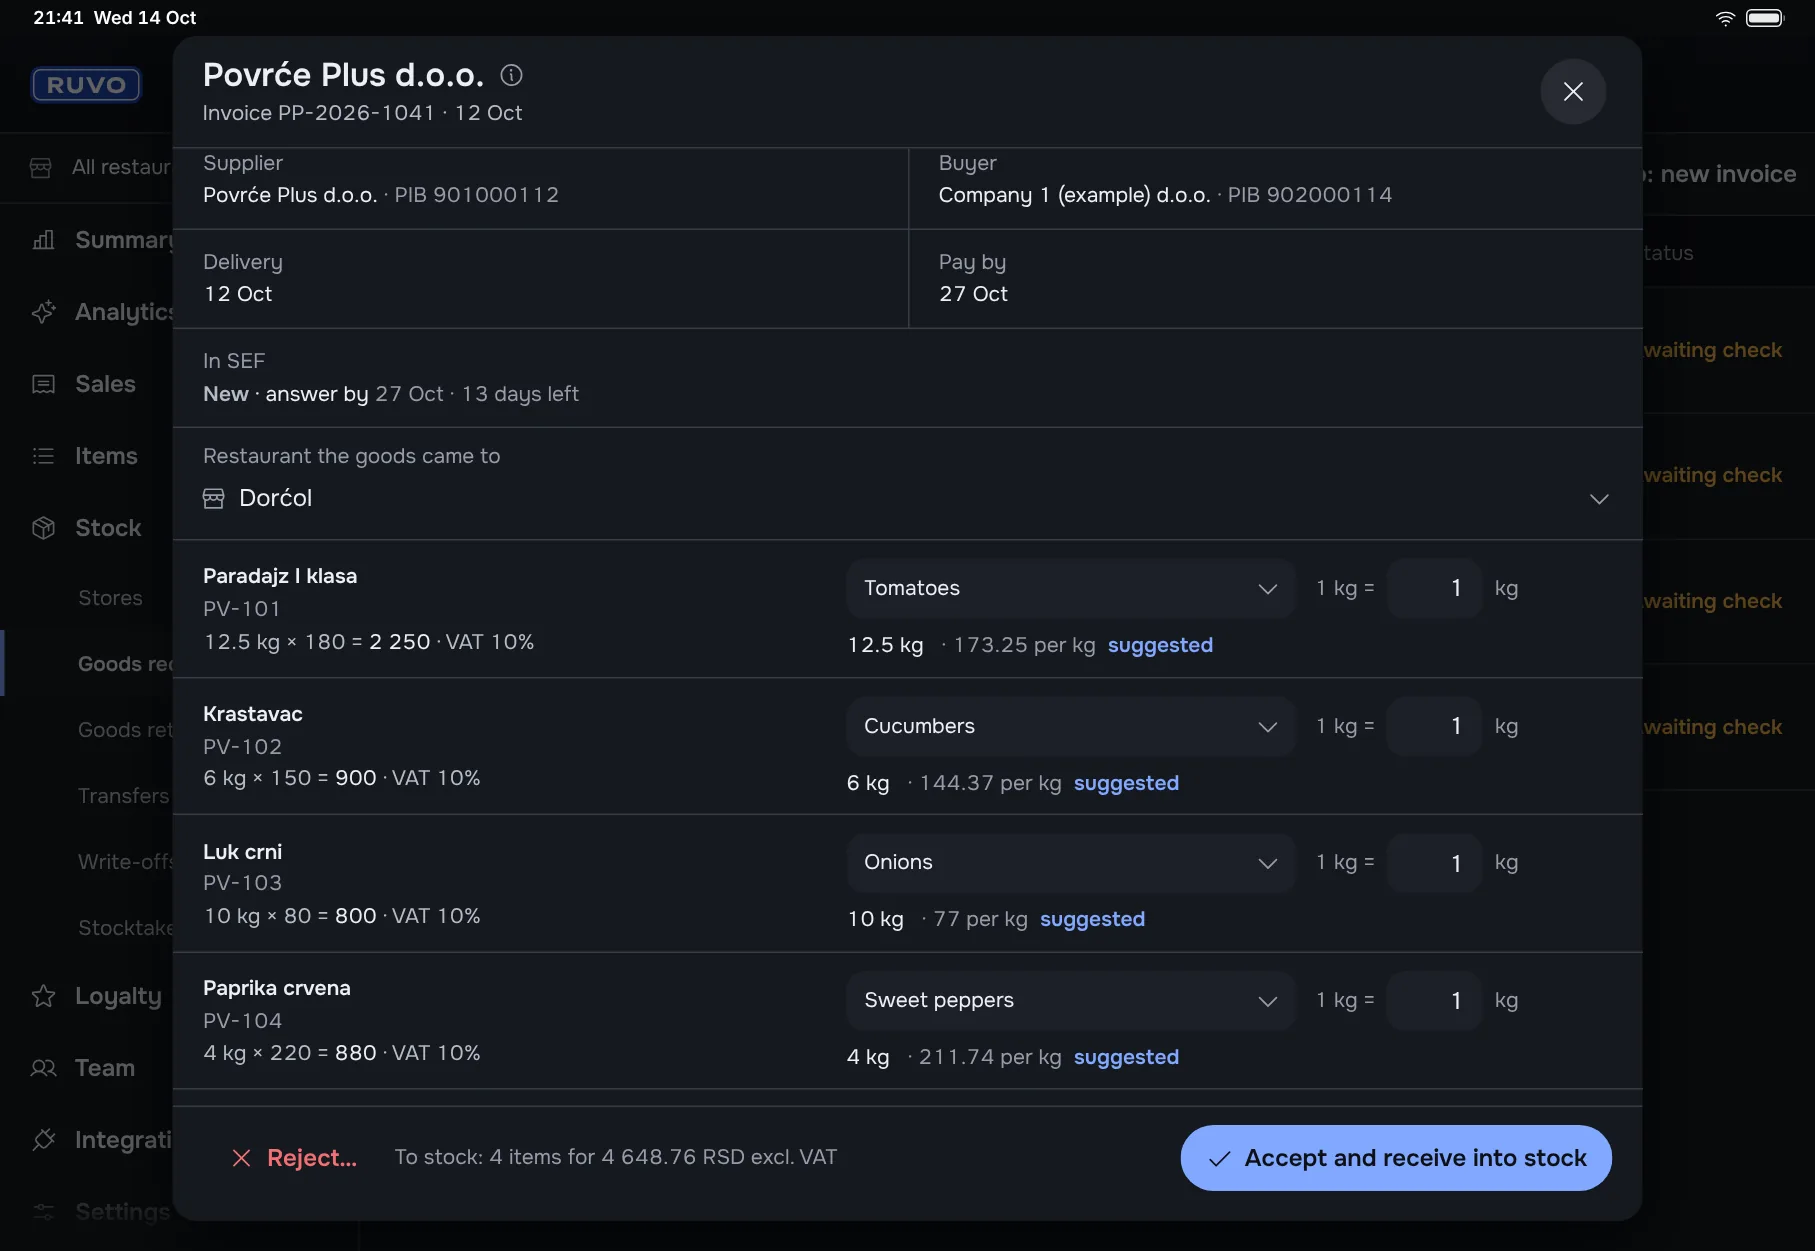 21:41 Wed 14 Oct
RUVO
All restaur
Summary
Analytics
Sales
Items
Stock
Stores
Goods rec
Goods ret
Transfers
Write-offs
Stocktake
Loyalty
Team
Integrati
Settings
Povrće Plus d.o.o.
Invoice PP-2026-1041 · 12 Oct
Supplier
Povrće Plus d.o.o. · PIB 901000112
Buyer
Company 1 (example) d.o.o. · PIB 902000114
Delivery
12 Oct
Pay by
27 Oct
In SEF
New · answer by 27 Oct · 13 days left
Restaurant the goods came to
Dorćol
Paradajz I klasa
PV-101
12.5 kg × 180 = 2 250 · VAT 10%
Tomatoes
1 kg = 1 kg
12.5 kg · 173.25 per kg suggested
Krastavac
PV-102
6 kg × 150 = 900 · VAT 10%
Cucumbers
1 kg = 1 kg
6 kg · 144.37 per kg suggested
Luk crni
PV-103
10 kg × 80 = 800 · VAT 10%
Onions
1 kg = 1 kg
10 kg · 77 per kg suggested
Paprika crvena
PV-104
4 kg × 220 = 880 · VAT 10%
Sweet peppers
1 kg = 1 kg
4 kg · 211.74 per kg suggested
Reject...
To stock: 4 items for 4 648.76 RSD excl. VAT
Accept and receive into stock
: new invoice
tatus
waiting check
waiting check
waiting check
waiting check